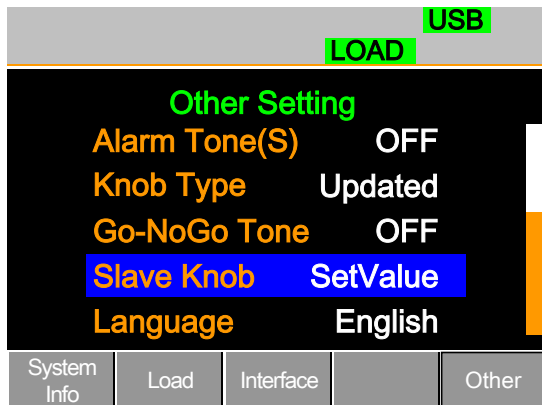 USB
LOAD
Other Setting
Alarm Tone(S) OFF
Knob Type Updated
Go-NoGo Tone OFF
Slave Knob SetValue
Language English
System Info Load Interface Other